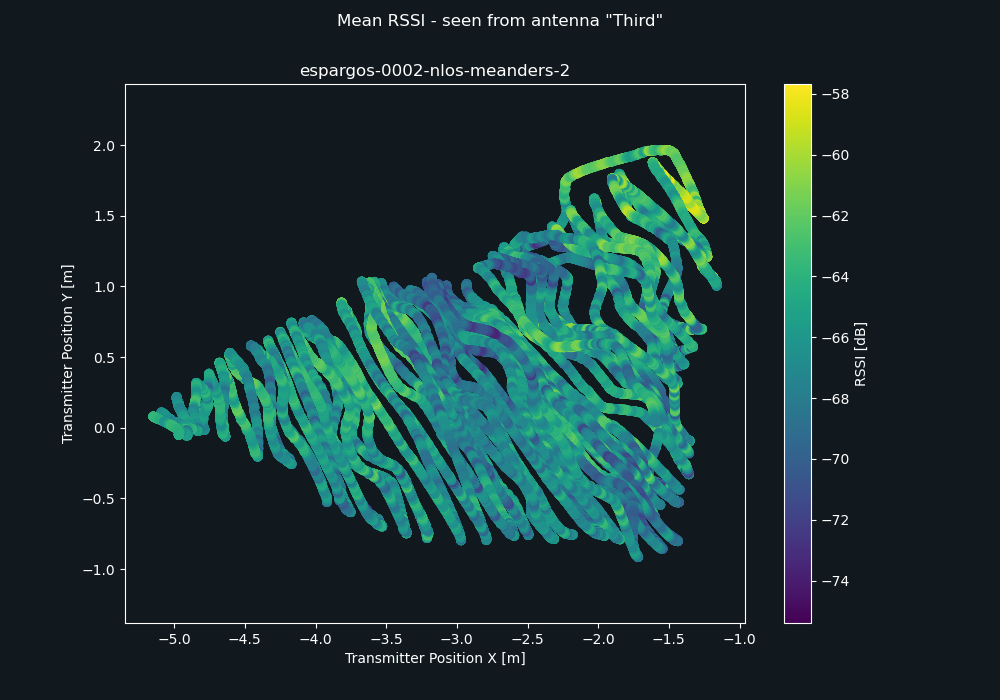 Mean RSSI - seen from antenna "Third"
espargos-0002-nlos-meanders-2
2.0
1.5
1.0
0.5
0.0
−0.5
−1.0
Transmitter Position Y [m]
−5.0 −4.5 −4.0 −3.5 −3.0 −2.5 −2.0 −1.5 −1.0
Transmitter Position X [m]
−58
−60
−62
−64
−66
−68
−70
−72
−74
RSSI [dB]